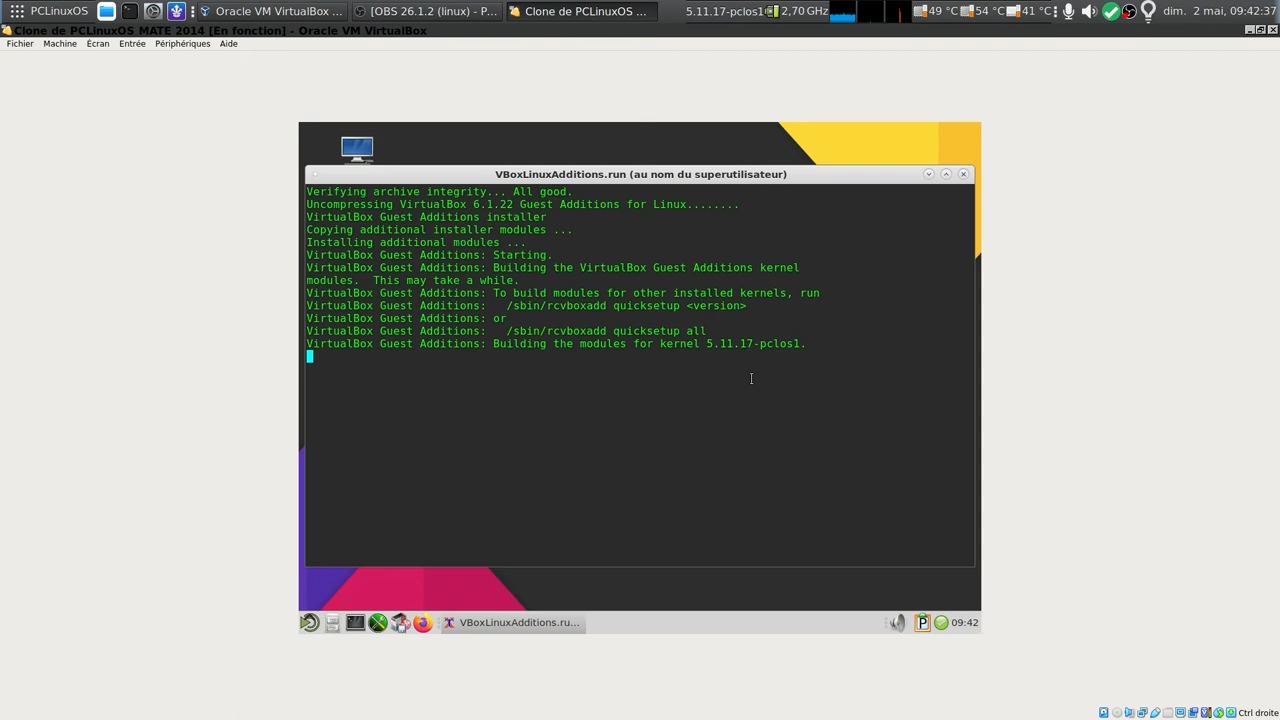 PCLinuxOS
Oracle VM VirtualBox ...
[OBS 26.1.2 (linux) - P...
Clone de PCLinuxOS ...
5.11.17-pclos1
2,70 GHz
49 °C
54 °C
41 °C
dim. 2 mai, 09:42:37
Clone de PCLinuxOS MATE 2014 [En fonction] - Oracle VM VirtualBox
Fichier Machine Écran Entrée Périphériques Aide
VBoxLinuxAdditions.run (au nom du superutilisateur)
Verifying archive integrity... All good.
Uncompressing VirtualBox 6.1.22 Guest Additions for Linux........
VirtualBox Guest Additions installer
Copying additional installer modules ...
Installing additional modules ...
VirtualBox Guest Additions: Starting.
VirtualBox Guest Additions: Building the VirtualBox Guest Additions kernel
modules.  This may take a while.
VirtualBox Guest Additions: To build modules for other installed kernels, run
VirtualBox Guest Additions:   /sbin/rcvboxadd quicksetup <version>
VirtualBox Guest Additions: or
VirtualBox Guest Additions:   /sbin/rcvboxadd quicksetup all
VirtualBox Guest Additions: Building the modules for kernel 5.11.17-pclos1.
VBoxLinuxAdditions.ru...
P
09:42
Ctrl droite